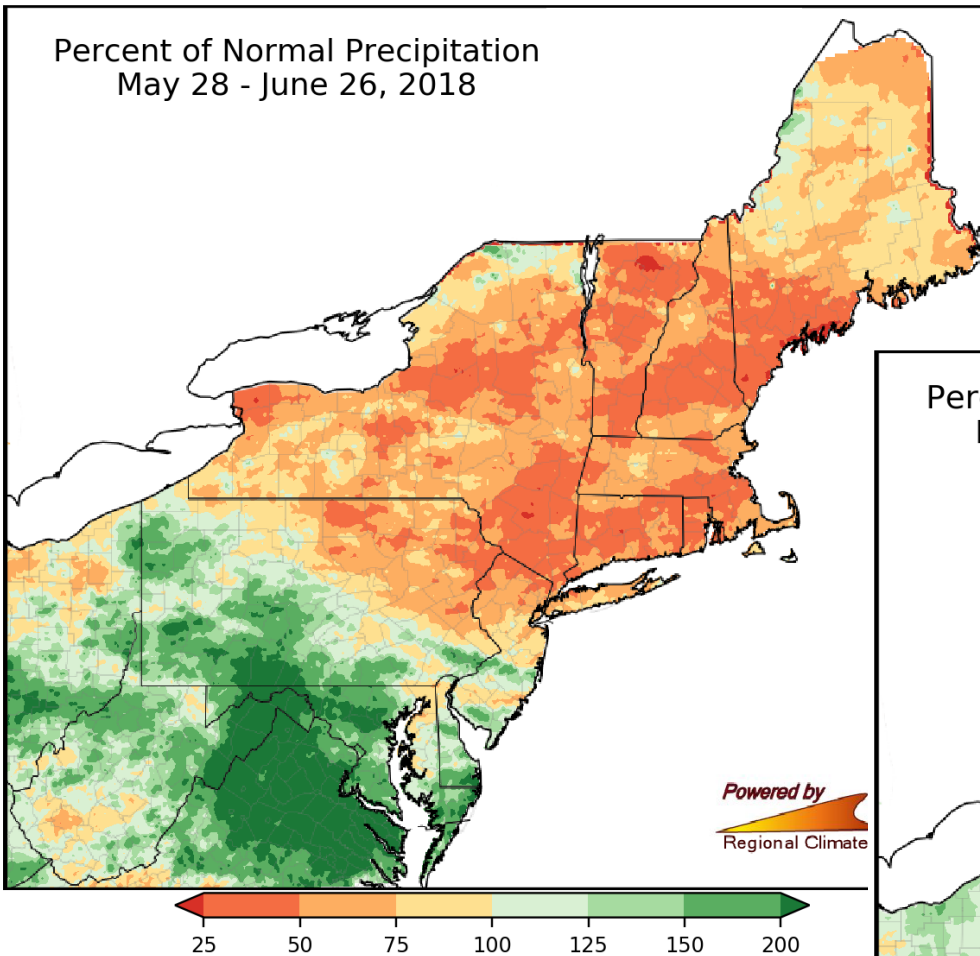 Percent of Normal Precipitation
May 28 - June 26, 2018
Powered by
Regional Climate
25 50 75 100 125 150 200